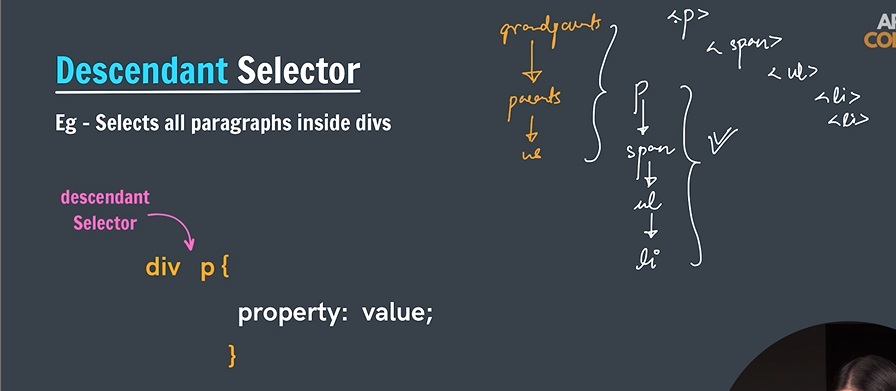 Descendant Selector
Eg - Selects all paragraphs inside divs
descendant
Selector
div p {
property: value;
}
grandparents
parents
us
p
span
ul
li
<p>
<span>
<ul>
<li>
<li>